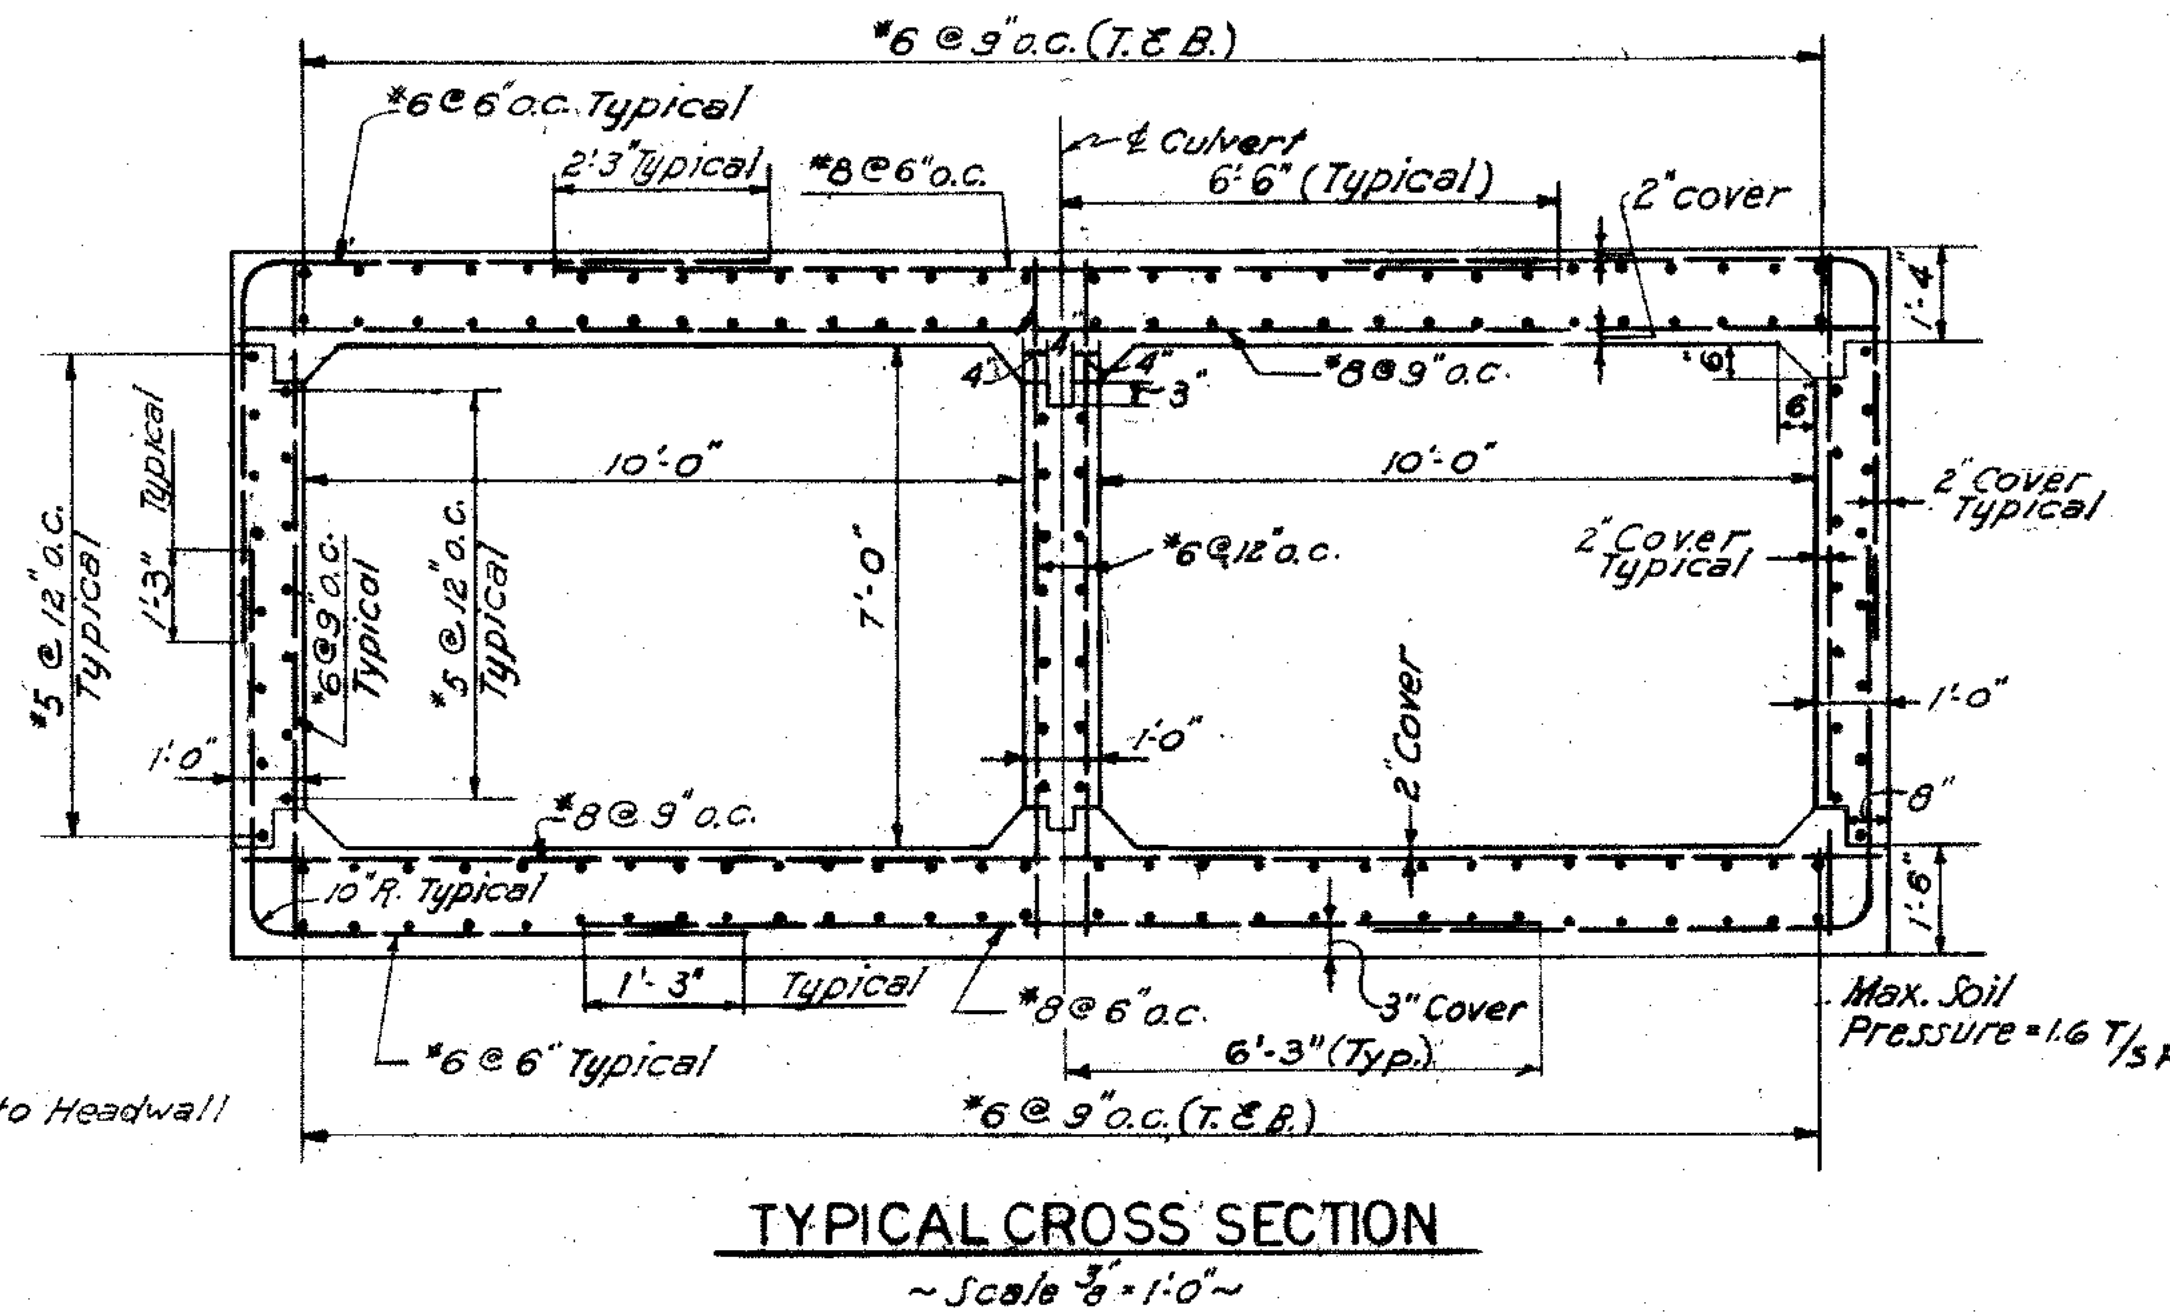 #6 @ 9" o.c. (T. & B.)
#6 @ 6" o.c. Typical
2'-3" Typical
#8 @ 6" o.c.
℄ Culvert
6'-6" (Typical)
2" cover
1'-4"
4"
4"
4"
3"
#8 @ 9" o.c.
6"
6
#5 @ 12" o.c.
Typical
1'-3" Typical
10'-0"
10'-0"
#6 @ 9" o.c.
Typical
#5 @ 12" o.c.
Typical
7'-0"
#6 @ 12" o.c.
2" Cover
Typical
2" Cover
Typical
1'-0"
1'-0"
1'-0"
2" Cover
8"
#8 @ 9" o.c.
10" R. Typical
1'-6"
1'-3" Typical
#8 @ 6" o.c.
3" Cover
6'-3" (Typ.)
#6 @ 6" Typical
Max. Soil
Pressure = 1.6 T/s
to Headwall
#6 @ 9" o.c. (T. & B.)
TYPICAL CROSS SECTION
~ Scale 3/8" = 1'-0" ~